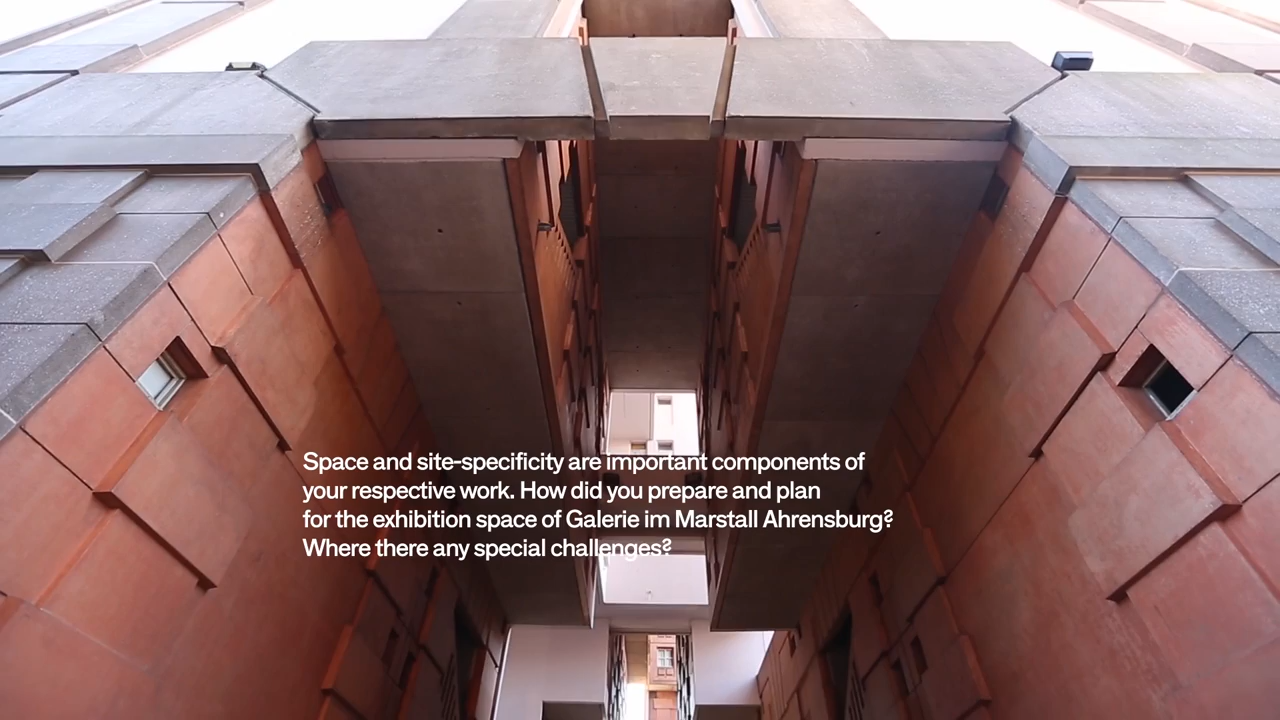 Space and site-specificity are important components of
your respective work. How did you prepare and plan
for the exhibition space of Galerie im Marstall Ahrensburg?
Where there any special challenges?